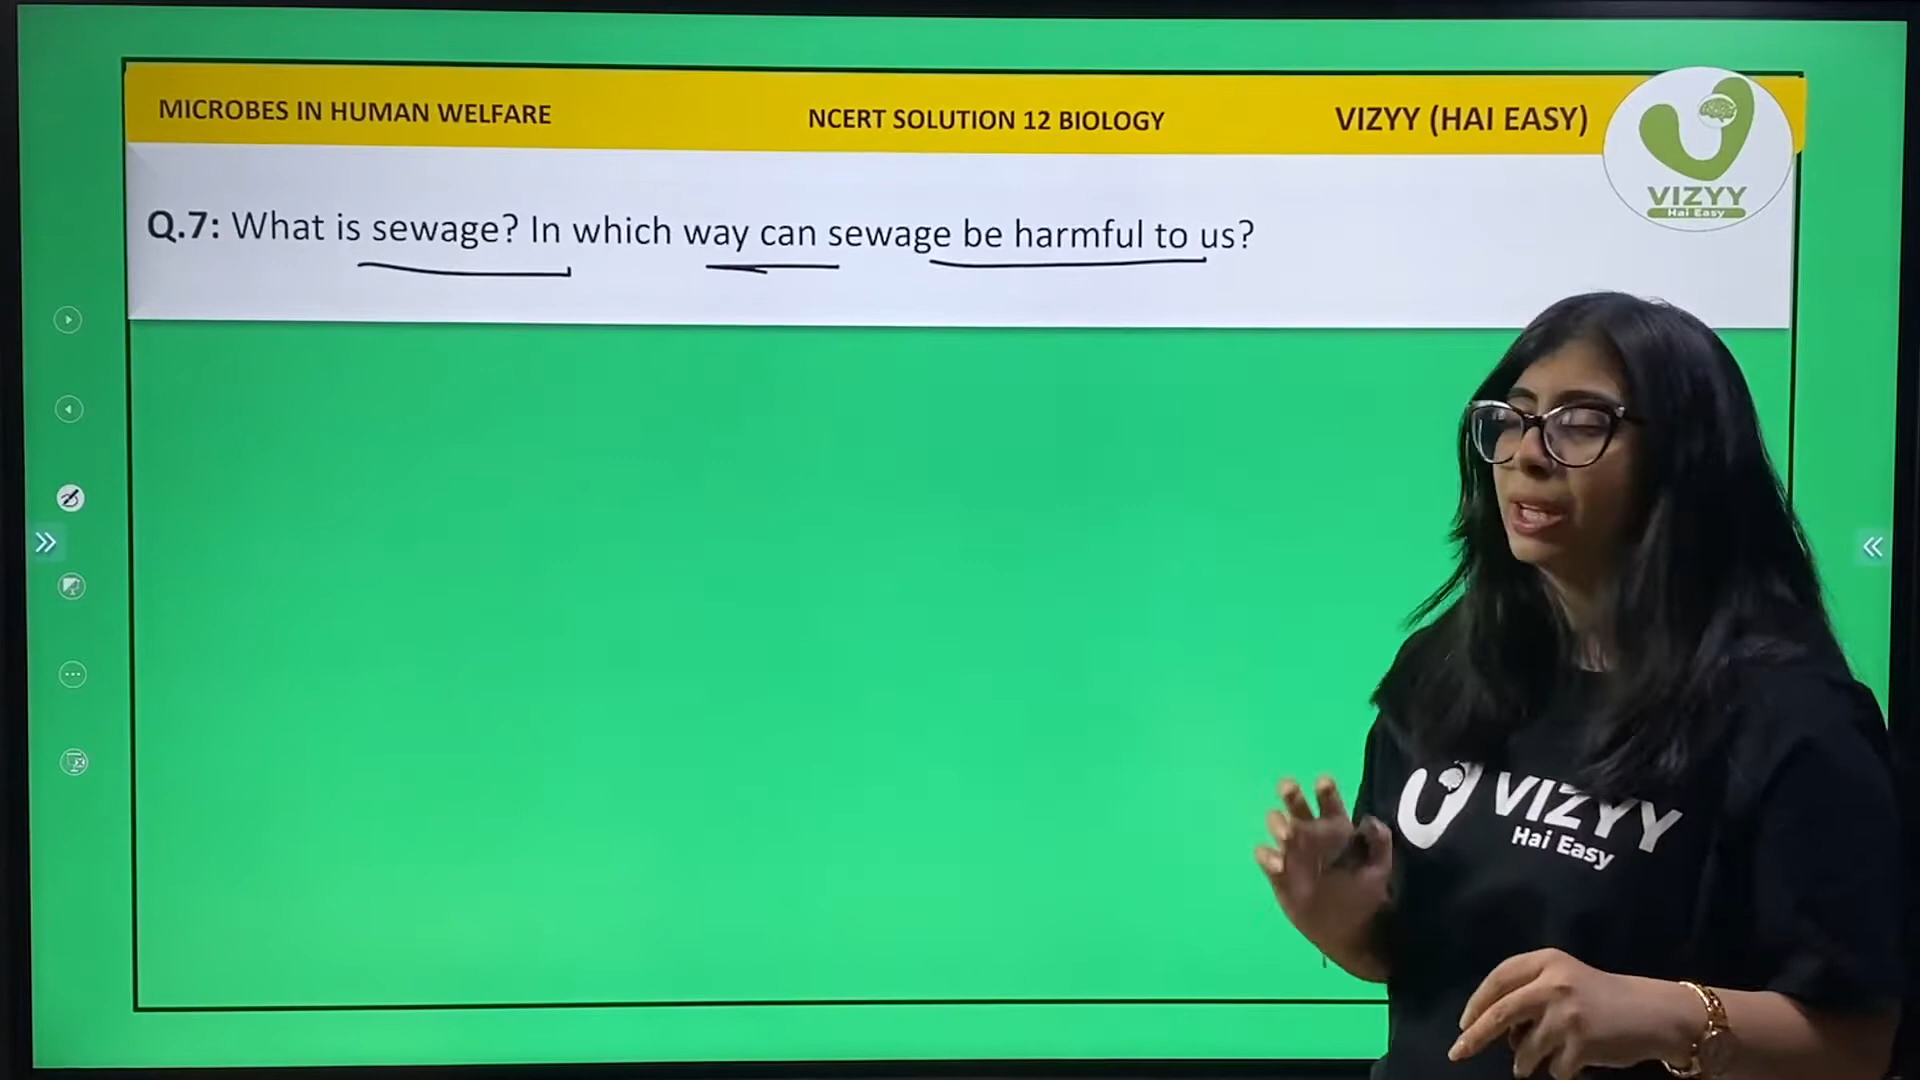 MICROBES IN HUMAN WELFARE
NCERT SOLUTION 12 BIOLOGY
VIZYY (HAI EASY)
VIZYY
Hai Easy
Q.7: What is sewage? In which way can sewage be harmful to us?
VIZYY
Hai Easy